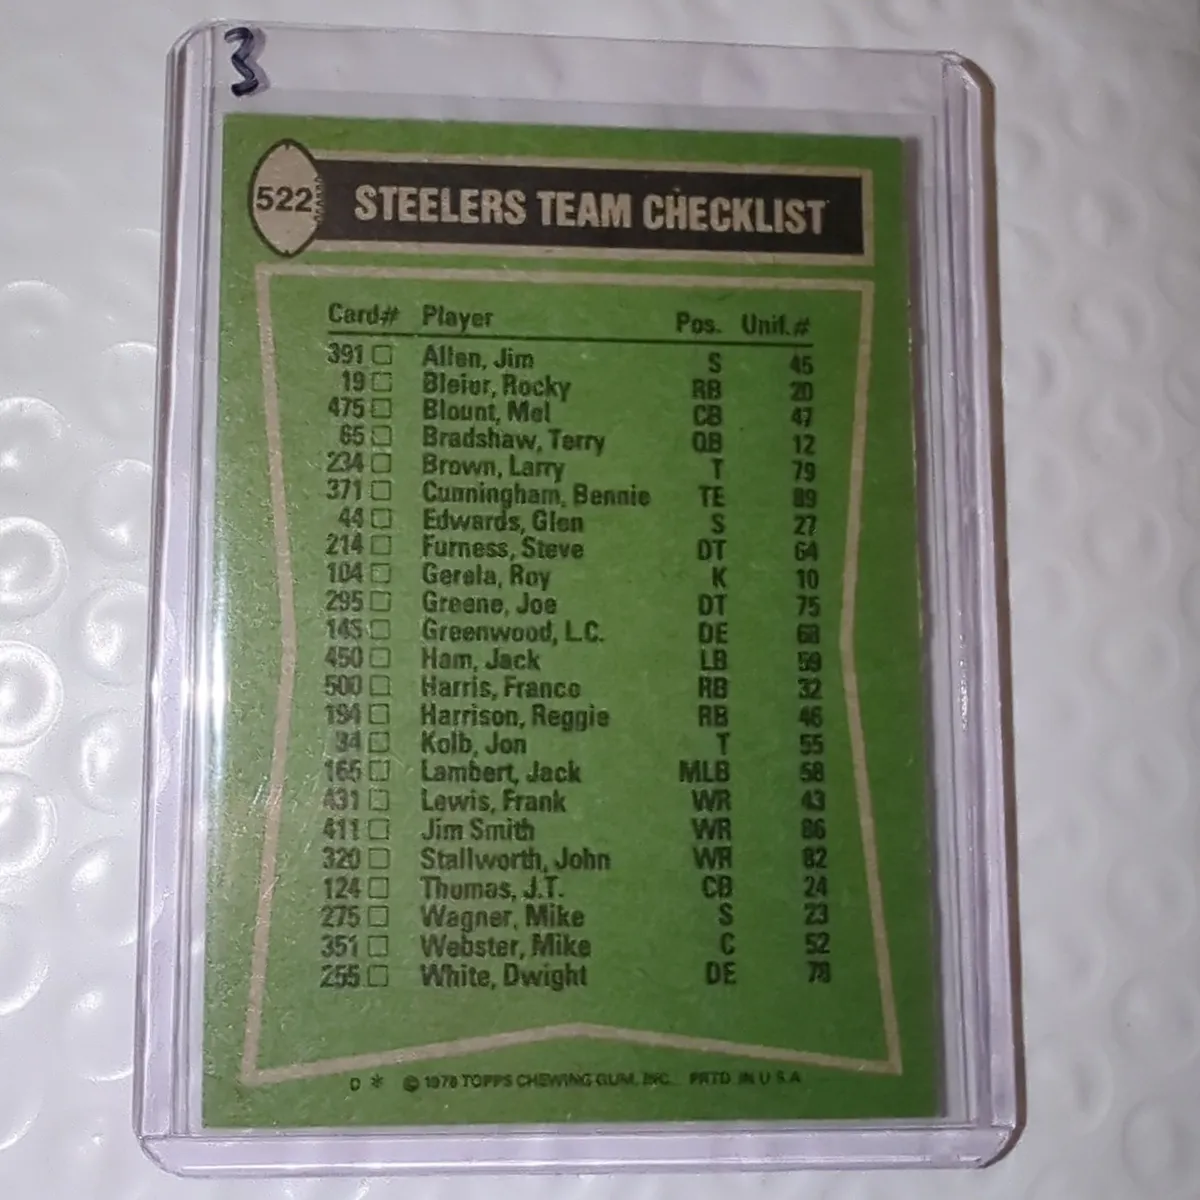 3
522 STEELERS TEAM CHECKLIST
Card# Player Pos. Unif.#
391 Allen, Jim S 45
19 Bleier, Rocky RB 20
475 Blount, Mel CB 47
65 Bradshaw, Terry QB 12
234 Brown, Larry T 79
371 Cunningham, Bennie TE 89
44 Edwards, Glen S 27
214 Furness, Steve DT 64
104 Gerela, Roy K 10
295 Greene, Joe DT 75
145 Greenwood, L.C. DE 68
450 Ham, Jack LB 59
500 Harris, Franco RB 32
194 Harrison, Reggie RB 46
34 Kolb, Jon T 55
165 Lambert, Jack MLB 58
431 Lewis, Frank WR 43
411 Jim Smith WR 86
320 Stallworth, John WR 82
124 Thomas, J.T. CB 24
275 Wagner, Mike S 23
351 Webster, Mike C 52
255 White, Dwight DE 78
D * © 1978 TOPPS CHEWING GUM, INC. PRTD. IN U.S.A.